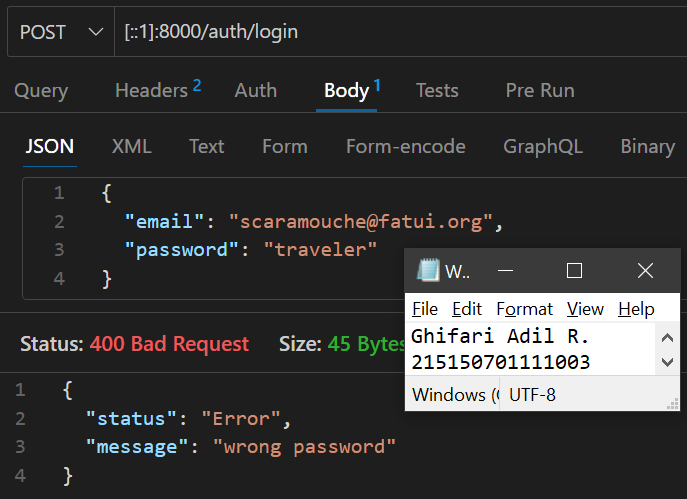 POST [::1]:8000/auth/login
Query Headers 2 Auth Body 1 Tests Pre Run
JSON XML Text Form Form-encode GraphQL Binary
1 {
2 "email": "scaramouche@fatui.org",
3 "password": "traveler"
4 }
Status: 400 Bad Request Size: 45 Bytes
1 {
2 "status": "Error",
3 "message": "wrong password"
4 }
W..
File Edit Format View Help
Ghifari Adil R.
215150701111003
Windows (C UTF-8